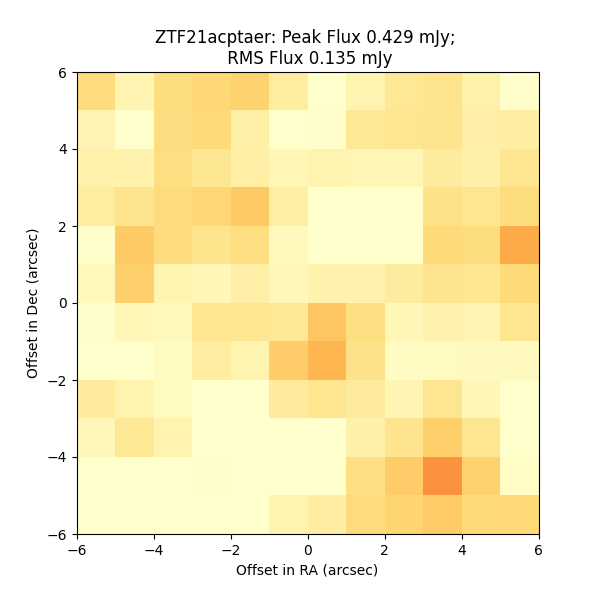 ZTF21acptaer: Peak Flux 0.429 mJy;
RMS Flux 0.135 mJy
6
4
2
0
−2
−4
−6
Offset in Dec (arcsec)
−6 −4 −2 0 2 4 6
Offset in RA (arcsec)